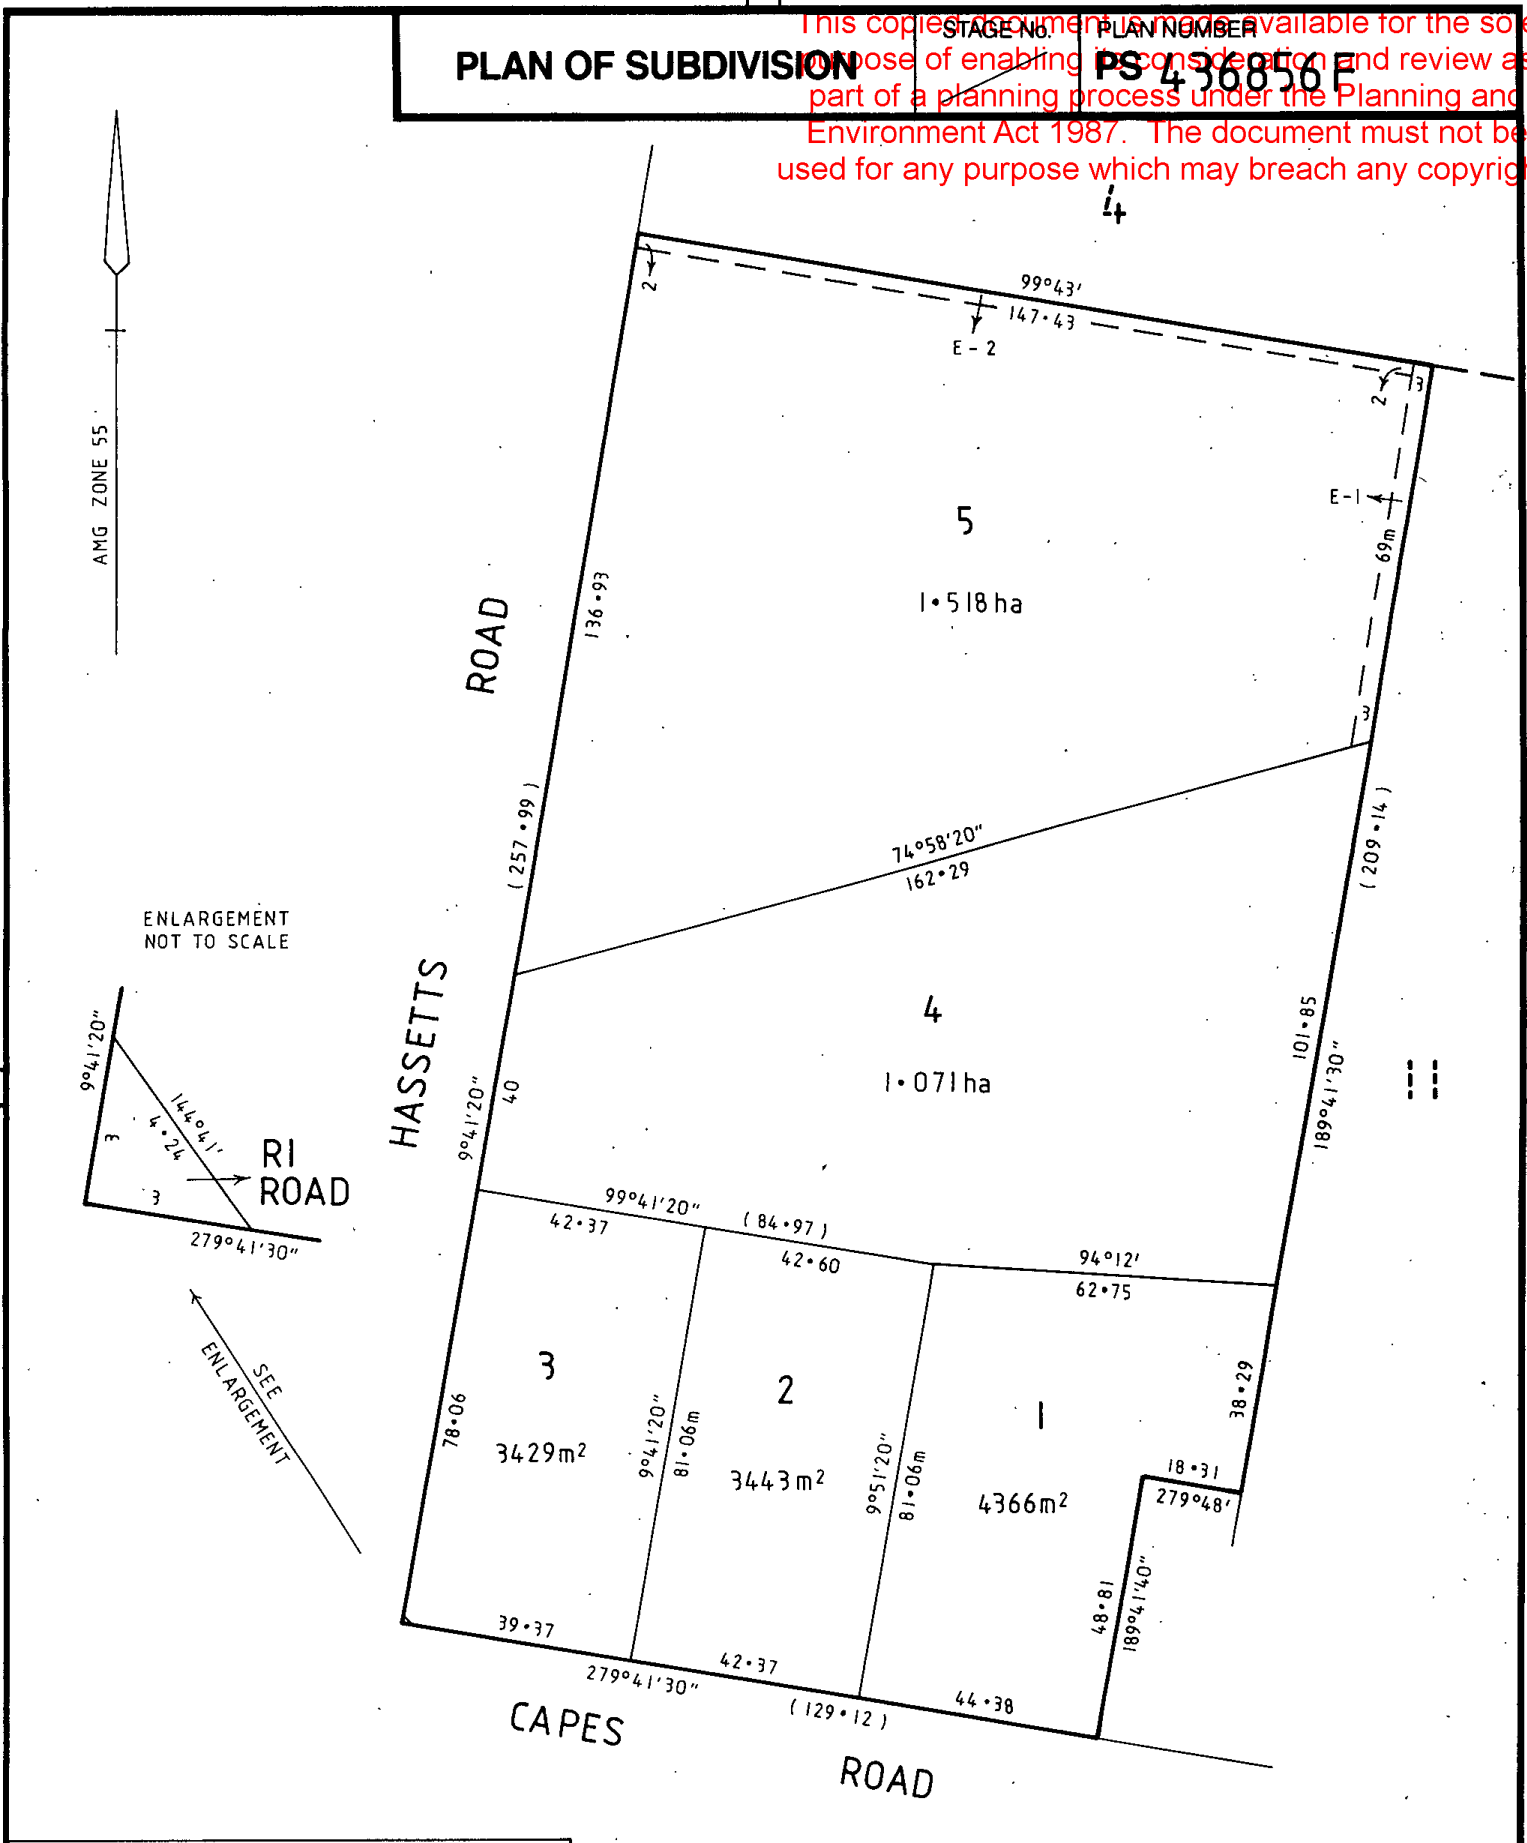 This copied document is made available for the so
purpose of enabling its consideration and review as
part of a planning process under the Planning and
Environment Act 1987. The document must not be
used for any purpose which may breach any copyrig
PLAN OF SUBDIVISION
STAGE No.
PLAN NUMBER
PS 436856F
4
99°43'
147·43
2
E-2
2
3
AMG ZONE 55
E-1
69m
5
1·518 ha
136·93
ROAD
3
(257·99)
(209·14)
74°58'20"
162·29
ENLARGEMENT
NOT TO SCALE
HASSETTS
4
1·071 ha
101·85
189°41'30"
11
9°41'20"
40
9°41'20"
144°41'
4·24
3
3
R1
ROAD
279°41'30"
99°41'20"
(84·97)
42·37
42·60
94°12'
62·75
SEE
ENLARGEMENT
3
3429m²
78·06
9°41'20"
81·06m
2
3443m²
9°51'20"
81·06m
1
4366m²
38·29
18·31
279°48'
48·81
189°41'40"
39·37
42·37
279°41'30"
(129·12)
44·38
CAPES
ROAD